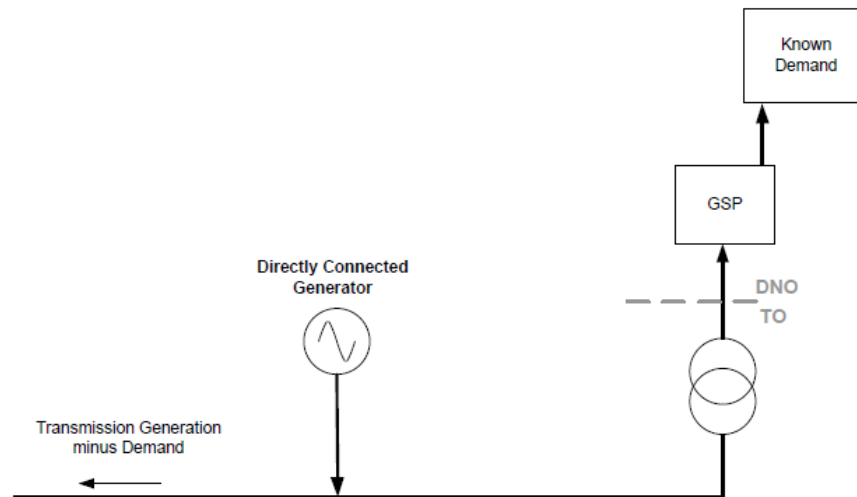 Known
Demand
GSP
Directly Connected
Generator
DNO
TO
Transmission Generation
minus Demand